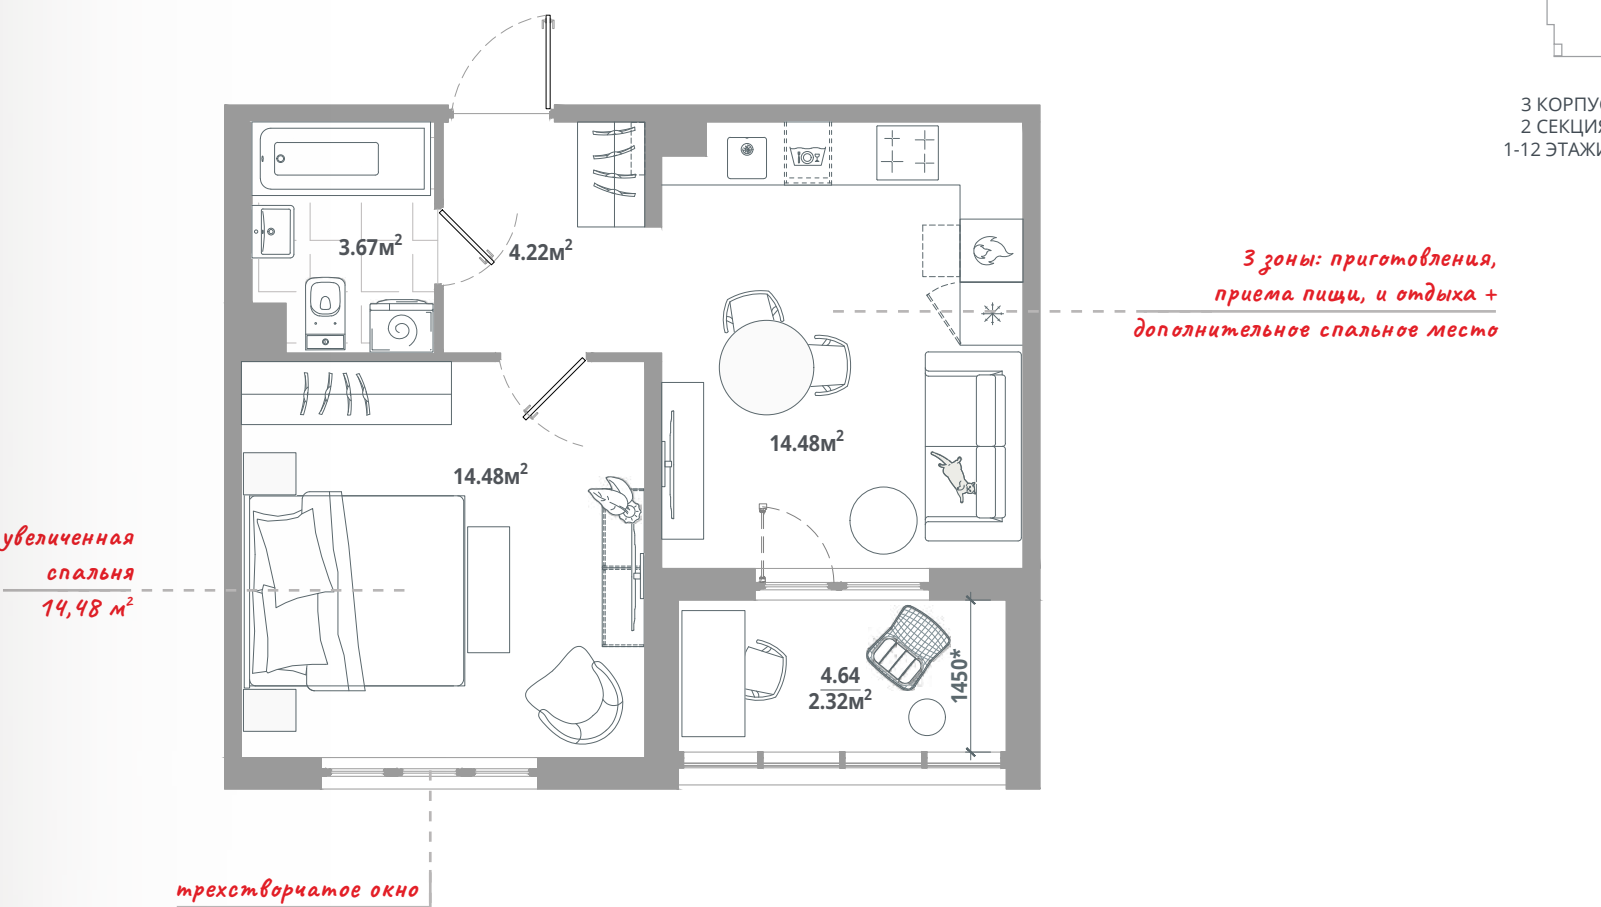 3 КОРПУС
2 СЕКЦИЯ
1-12 ЭТАЖИ
3.67м²
4.22м²
3 зоны: приготовления,
приема пищи, и отдыха +
дополнительное спальное место
14.48м²
14.48м²
увеличенная
спальня
14,48 м²
4.64
2.32м²
1450*
трехстворчатое окно